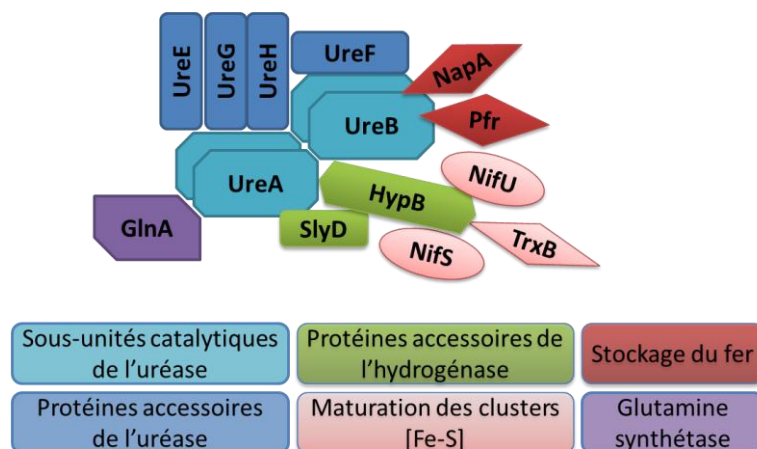 UreE
UreG
UreH
UreF
NapA
UreB
Pfr
NifU
UreA
HypB
GlnA
SlyD
NifS
TrxB
Sous-unités catalytiques
de l'uréase
Protéines accessoires de
l'hydrogénase
Stockage du fer
Protéines accessoires
de l'uréase
Maturation des clusters
[Fe-S]
Glutamine
synthétase